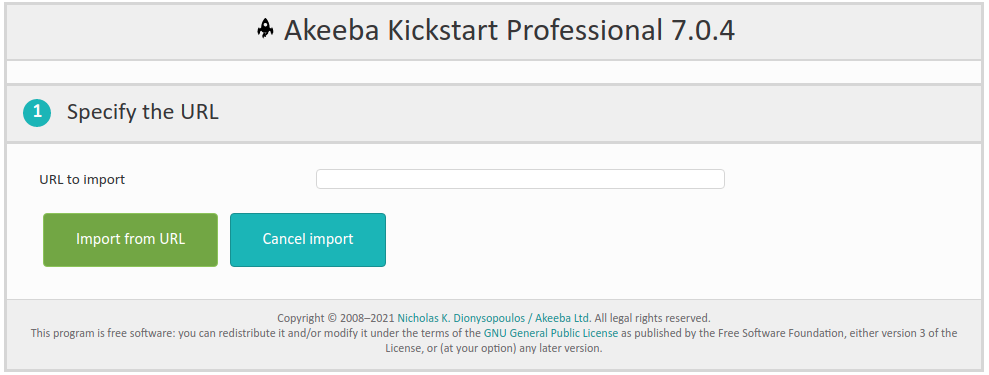 Akeeba Kickstart Professional 7.0.4
1 Specify the URL
URL to import
Import from URL Cancel import
Copyright © 2008–2021 Nicholas K. Dionysopoulos / Akeeba Ltd. All legal rights reserved.
This program is free software: you can redistribute it and/or modify it under the terms of the GNU General Public License as published by the Free Software Foundation, either version 3 of the
License, or (at your option) any later version.